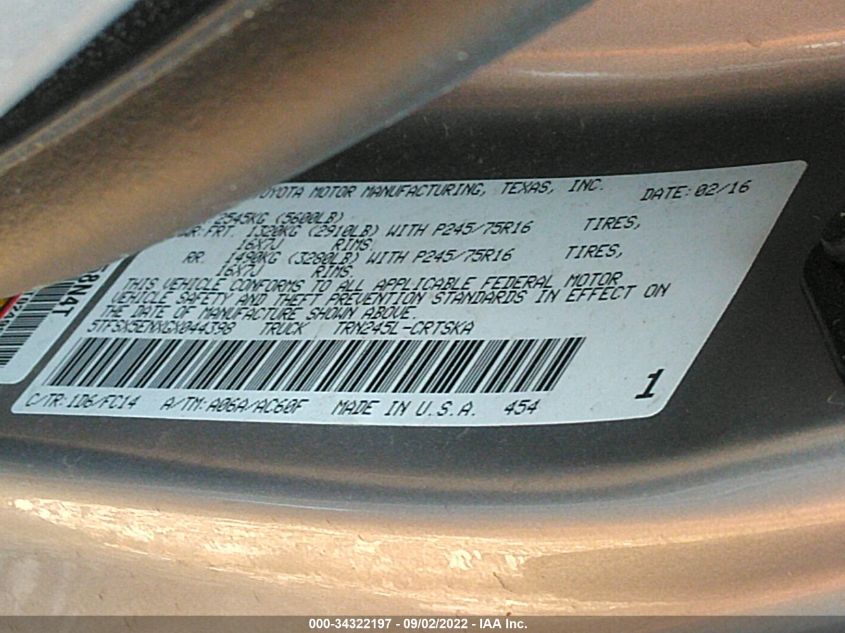 TOYOTA MOTOR MANUFACTURING, TEXAS, INC. DATE: 02/16
2545KG (5600LB)
FRT. 1320KG (2910LB) WITH P245/75R16 TIRES,
16X7J RIMS.
RR. 1490KG (3280LB) WITH P245/75R16 TIRES,
16X7J RIMS.
THIS VEHICLE CONFORMS TO ALL APPLICABLE FEDERAL MOTOR
VEHICLE SAFETY AND THEFT PREVENTION STANDARDS IN EFFECT ON
THE DATE OF MANUFACTURE SHOWN ABOVE.
5TFSX5ENXGX044398 TRUCK TRN245L-CRTSKA
C/TR: 1D6/FC14 A/TM: A06A/AC60F MADE IN U.S.A. 454
1
000-34322197 - 09/02/2022 - IAA Inc.